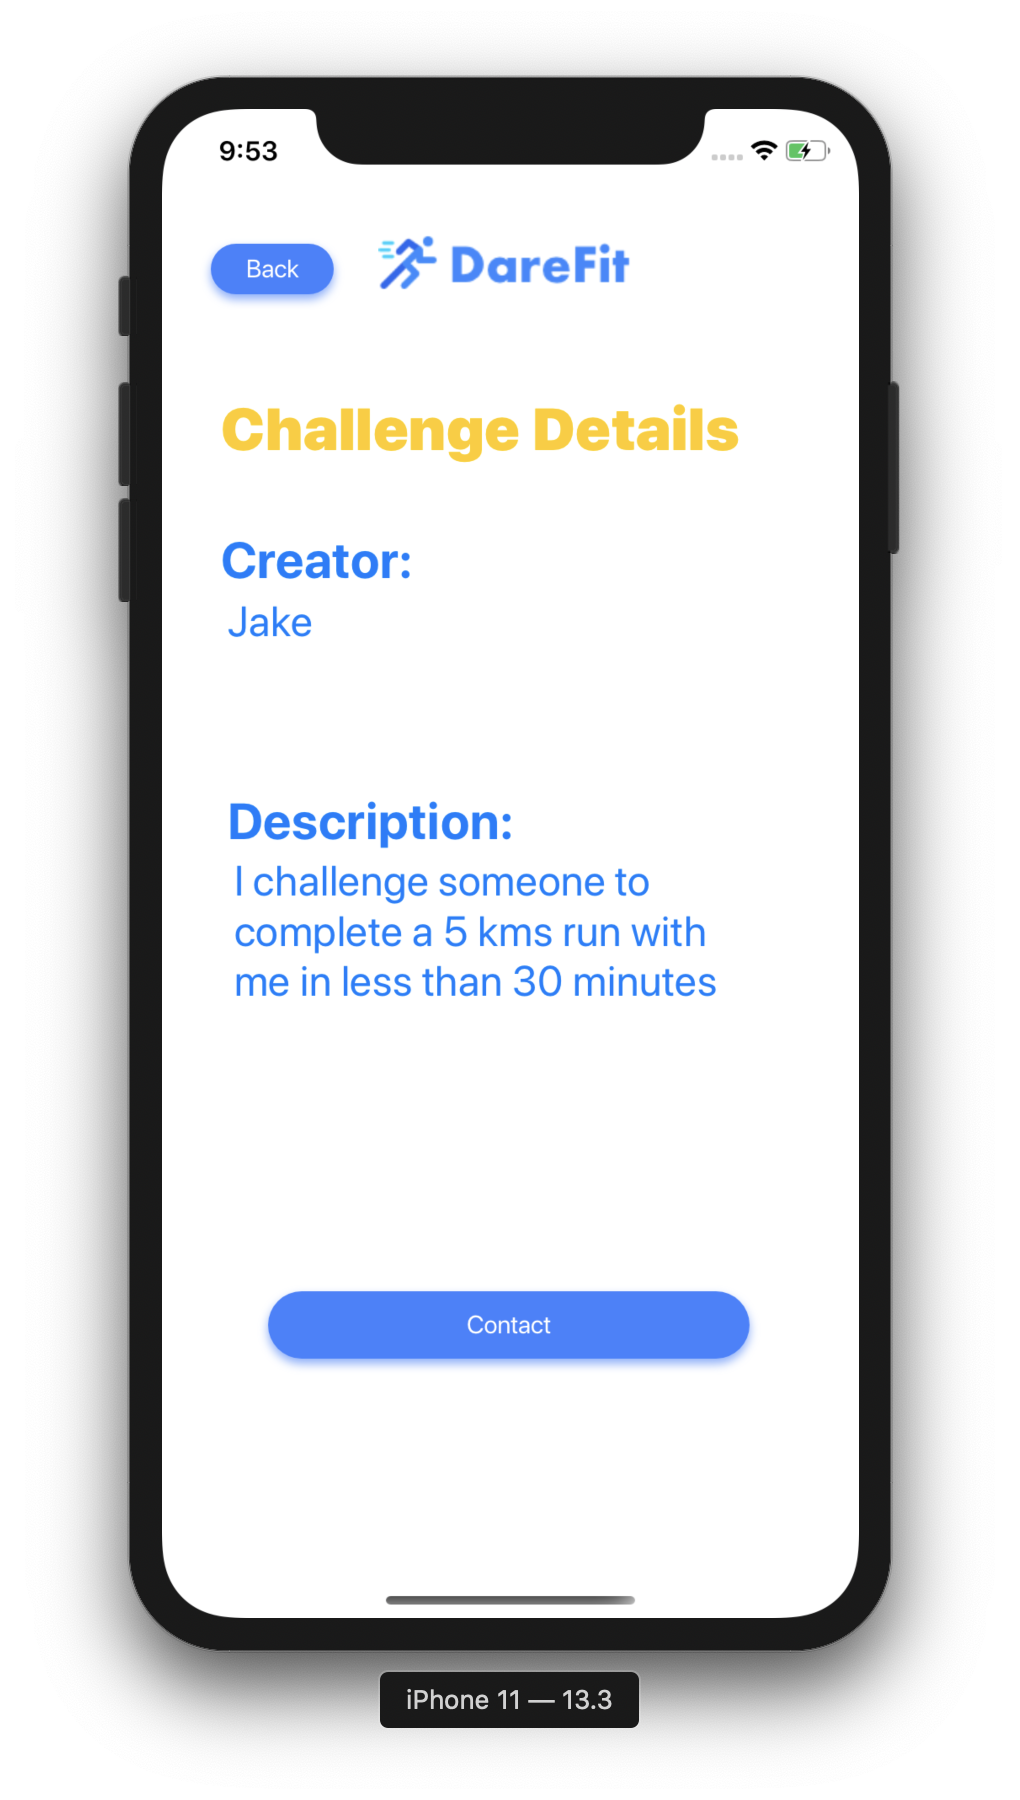 9:53
Back
DareFit
Challenge Details
Creator:
Jake
Description:
I challenge someone to
complete a 5 kms run with
me in less than 30 minutes
Contact
iPhone 11 — 13.3